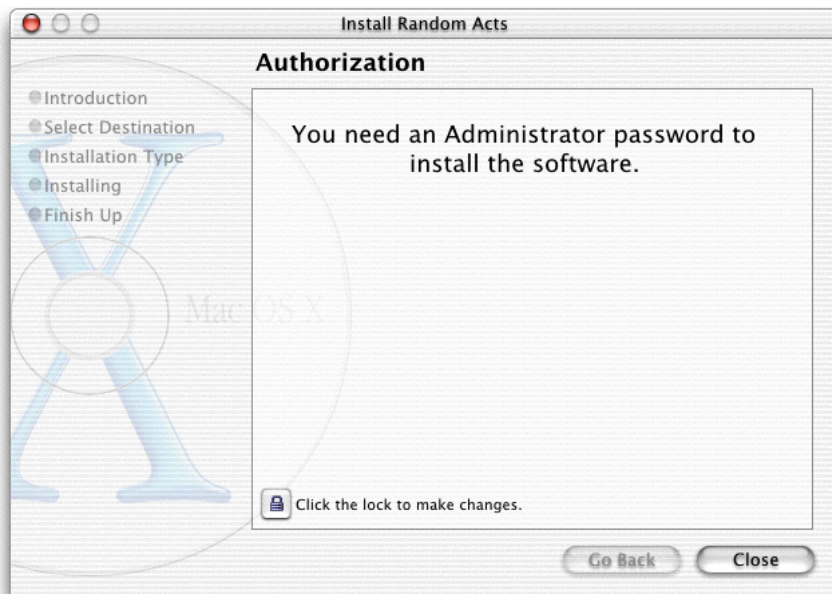 Install Random Acts
Authorization
Introduction
Select Destination
Installation Type
Installing
Finish Up
You need an Administrator password to
install the software.
Mac OS X
Click the lock to make changes.
Go Back
Close